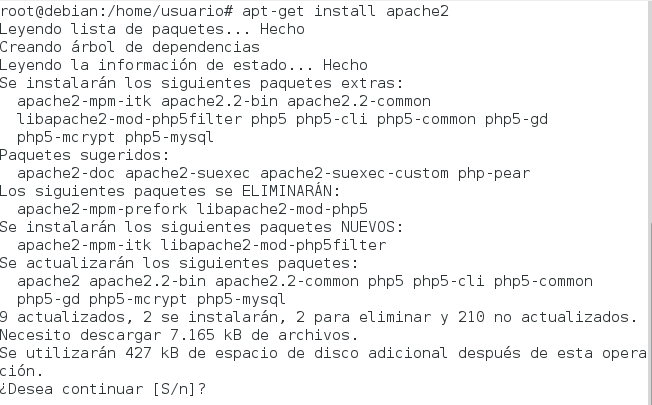 root@debian:/home/usuario# apt-get install apache2
Leyendo lista de paquetes... Hecho
Creando árbol de dependencias
Leyendo la información de estado... Hecho
Se instalarán los siguientes paquetes extras:
  apache2-mpm-itk apache2.2-bin apache2.2-common
  libapache2-mod-php5filter php5 php5-cli php5-common php5-gd
  php5-mcrypt php5-mysql
Paquetes sugeridos:
  apache2-doc apache2-suexec apache2-suexec-custom php-pear
Los siguientes paquetes se ELIMINARÁN:
  apache2-mpm-prefork libapache2-mod-php5
Se instalarán los siguientes paquetes NUEVOS:
  apache2-mpm-itk libapache2-mod-php5filter
Se actualizarán los siguientes paquetes:
  apache2 apache2.2-bin apache2.2-common php5 php5-cli php5-common
  php5-gd php5-mcrypt php5-mysql
9 actualizados, 2 se instalarán, 2 para eliminar y 210 no actualizados.
Necesito descargar 7.165 kB de archivos.
Se utilizarán 427 kB de espacio de disco adicional después de esta opera
ción.
¿Desea continuar [S/n]?